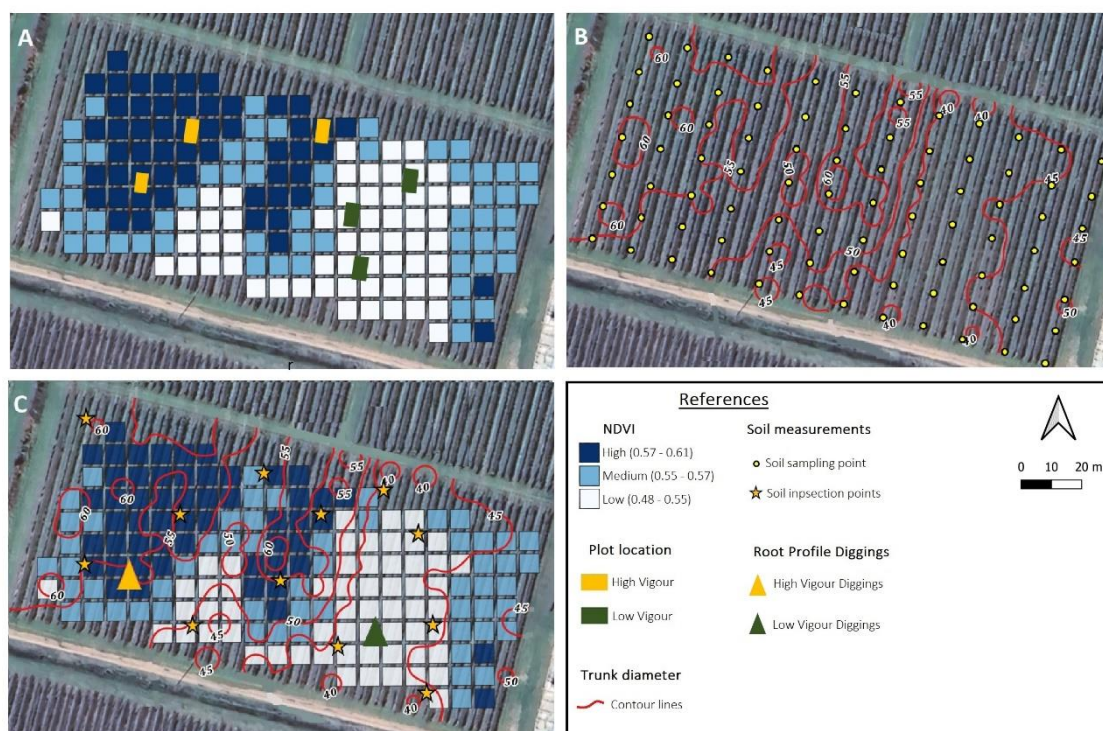 A
B
60
55
55
40
60
60
55
50
60
45
60
50
45
45
45
50
40
40
C
60
55
55
40
60
60
55
55
45
50
60
60
50
45
45
45
50
40
40
References
NDVI
High (0.57 - 0.61)
Medium (0.55 - 0.57)
Low (0.48 - 0.55)
Soil measurements
Soil sampling point
Soil inpsection points
0 10 20 m
Plot location
High Vigour
Low Vigour
Root Profile Diggings
High Vigour Diggings
Low Vigour Diggings
Trunk diameter
Contour lines